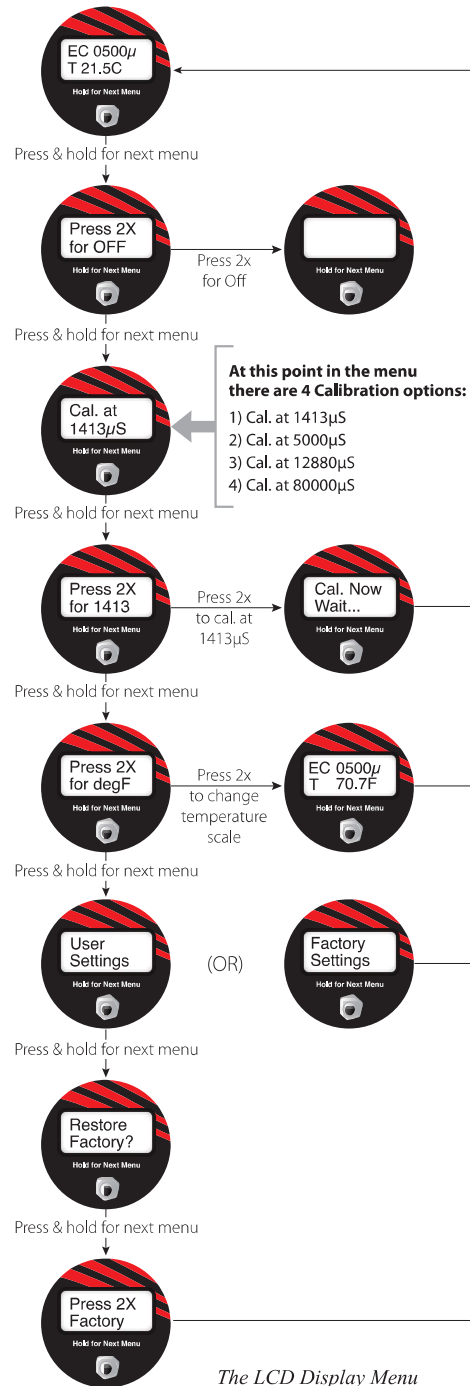 EC 0500µ
T 21.5C
Hold for Next Menu
Press & hold for next menu
Press 2X
for OFF
Hold for Next Menu
Press 2x
for Off
Hold for Next Menu
Press & hold for next menu
Cal. at
1413µS
Hold for Next Menu
At this point in the menu
there are 4 Calibration options:
1) Cal. at 1413µS
2) Cal. at 5000µS
3) Cal. at 12880µS
4) Cal. at 80000µS
Press & hold for next menu
Press 2X
for 1413
Hold for Next Menu
Press 2x
to cal. at
1413µS
Cal. Now
Wait...
Hold for Next Menu
Press & hold for next menu
Press 2X
for degF
Hold for Next Menu
Press 2x
to change
temperature
scale
EC 0500µ
T 70.7F
Hold for Next Menu
Press & hold for next menu
User
Settings
Hold for Next Menu
(OR)
Factory
Settings
Hold for Next Menu
Press & hold for next menu
Restore
Factory?
Hold for Next Menu
Press & hold for next menu
Press 2X
Factory
Hold for Next Menu
The LCD Display Menu